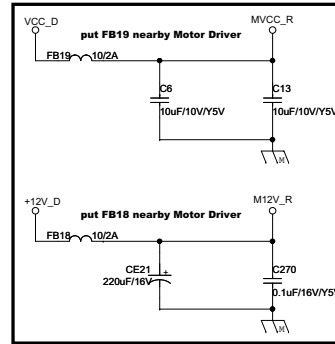 VCC_D
put FB19 nearby Motor Driver
MVCC_R
FB19 10/2A
C6
10uF/10V/Y5V
C13
10uF/10V/Y5V
M
+12V_D
put FB18 nearby Motor Driver
M12V_R
FB18 10/2A
CE21
220uF/16V
+
C270
0.1uF/16V/Y5V
M